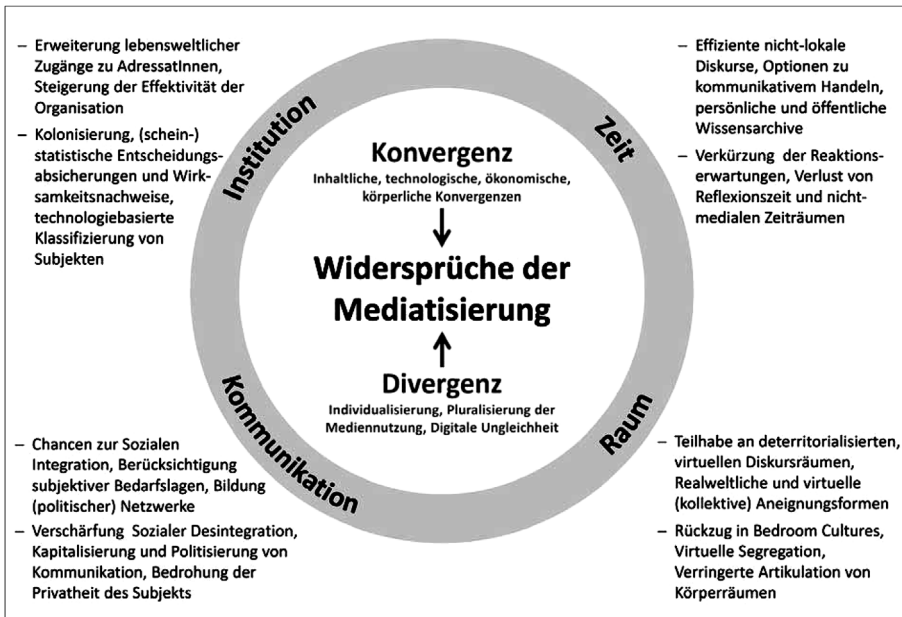 – Erweiterung lebensweltlicher
Zugänge zu AdressatInnen,
Steigerung der Effektivität der
Organisation
– Kolonisierung, (schein-)
statistische Entscheidungs-
absicherungen und Wirk-
samkeitsnachweise,
technologiebasierte
Klassifizierung von
Subjekten
Institution
Zeit
– Effiziente nicht-lokale
Diskurse, Optionen zu
kommunikativem Handeln,
persönliche und öffentliche
Wissensarchive
– Verkürzung der Reaktions-
erwartungen, Verlust von
Reflexionszeit und nicht-
medialen Zeiträumen
Konvergenz
Inhaltliche, technologische, ökonomische,
körperliche Konvergenzen
Widersprüche der
Mediatisierung
Divergenz
Individualisierung, Pluralisierung der
Mediennutzung, Digitale Ungleichheit
Kommunikation
Raum
– Chancen zur Sozialen
Integration, Berücksichtigung
subjektiver Bedarfslagen, Bildung
(politischer) Netzwerke
– Verschärfung Sozialer Desintegration,
Kapitalisierung und Politisierung von
Kommunikation, Bedrohung der
Privatheit des Subjekts
– Teilhabe an deterritorialisierten,
virtuellen Diskursräumen,
Realweltliche und virtuelle
(kollektive) Aneignungsformen
– Rückzug in Bedroom Cultures,
Virtuelle Segregation,
Verringerte Artikulation von
Körperräumen